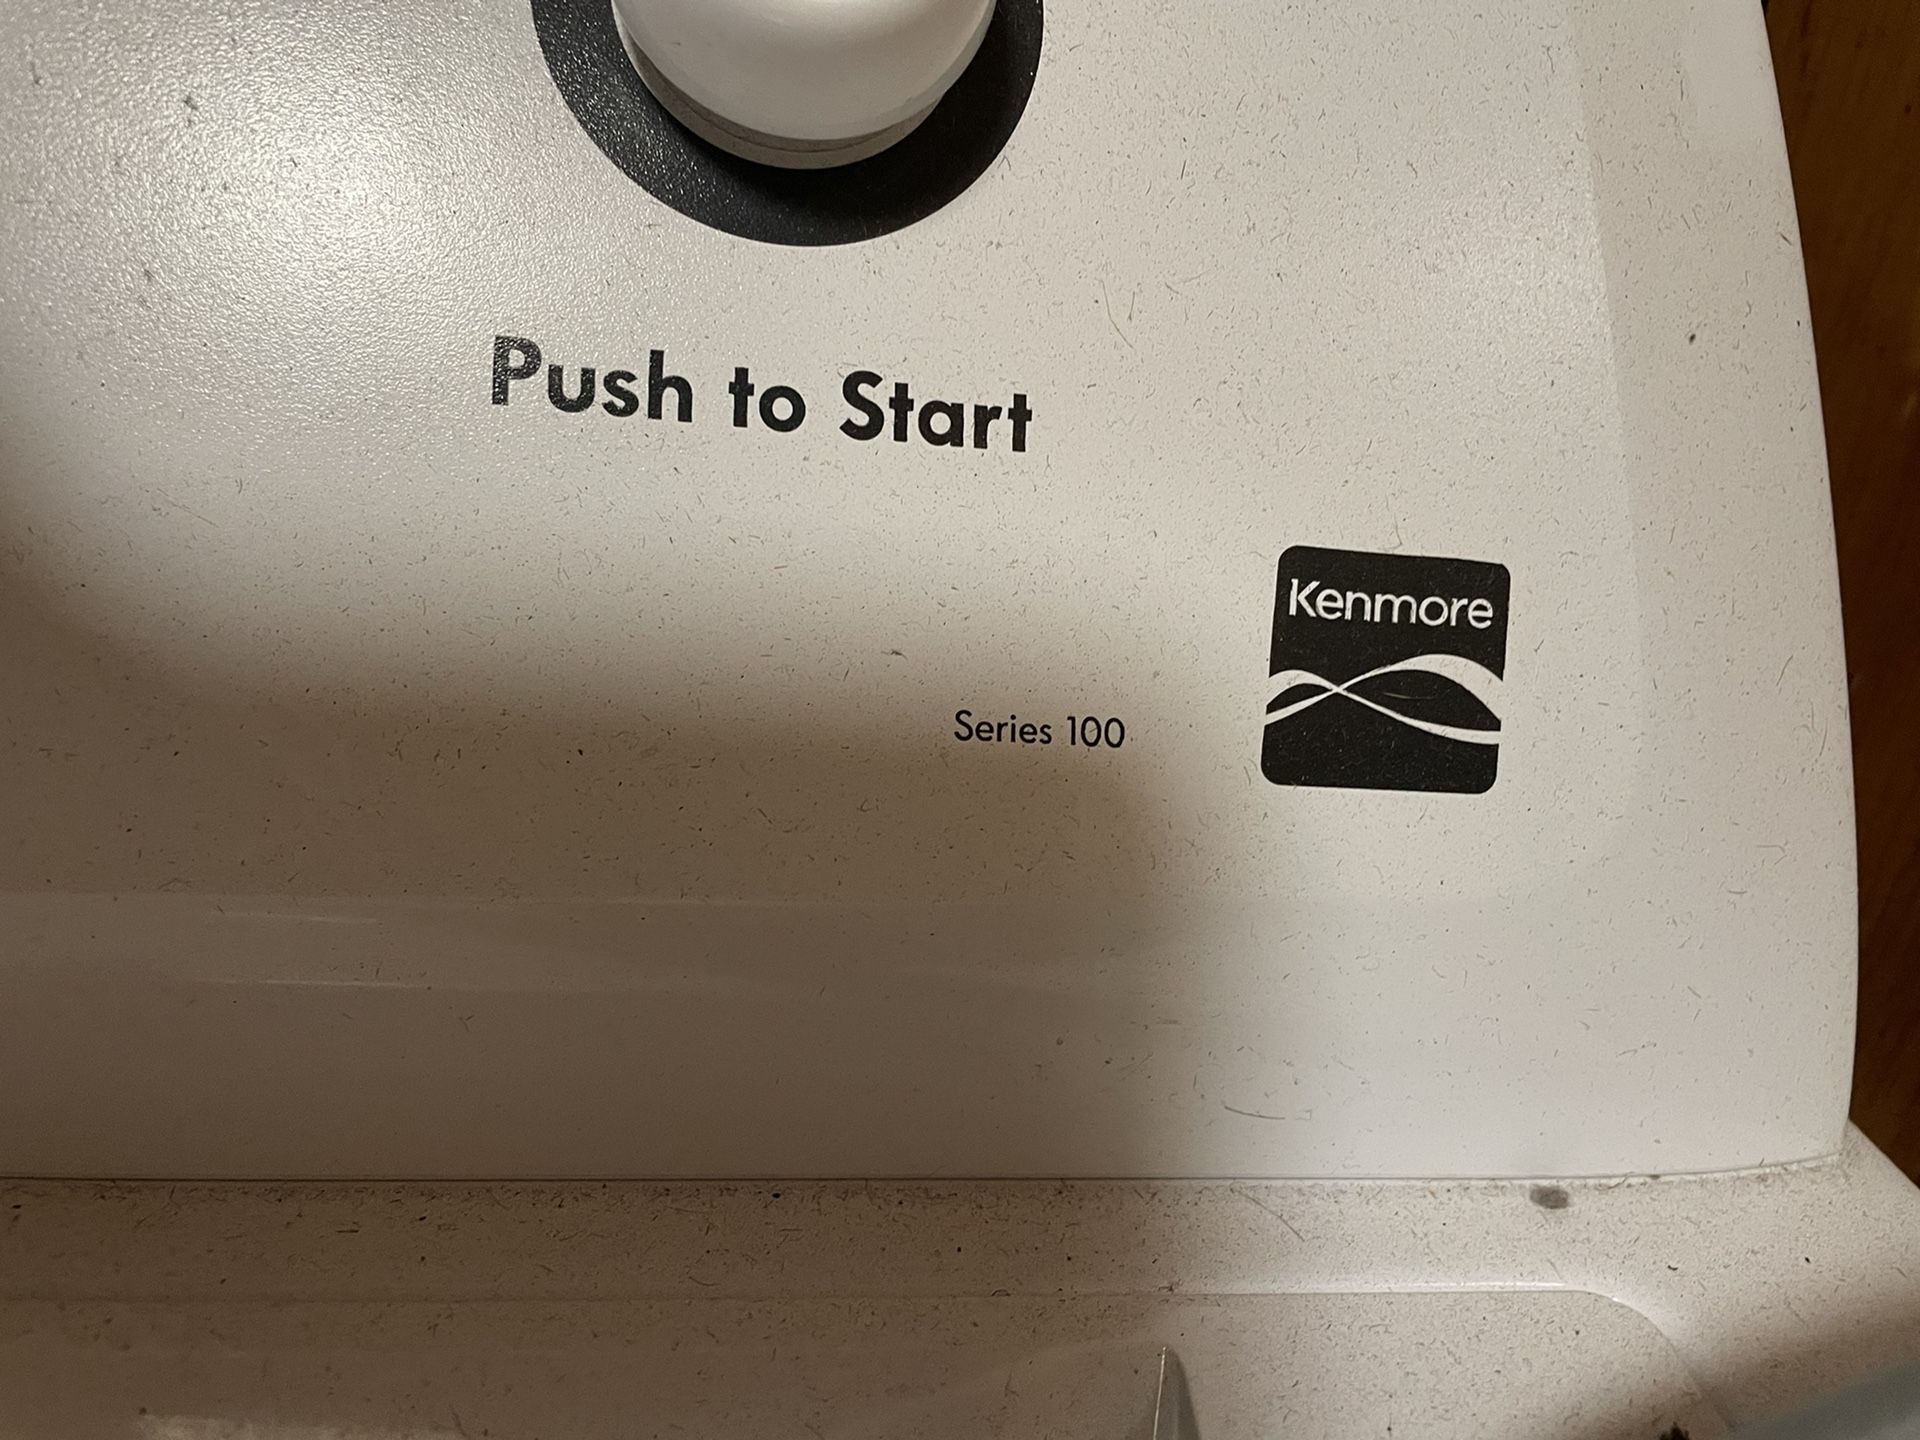 Push to Start
Kenmore
Series 100